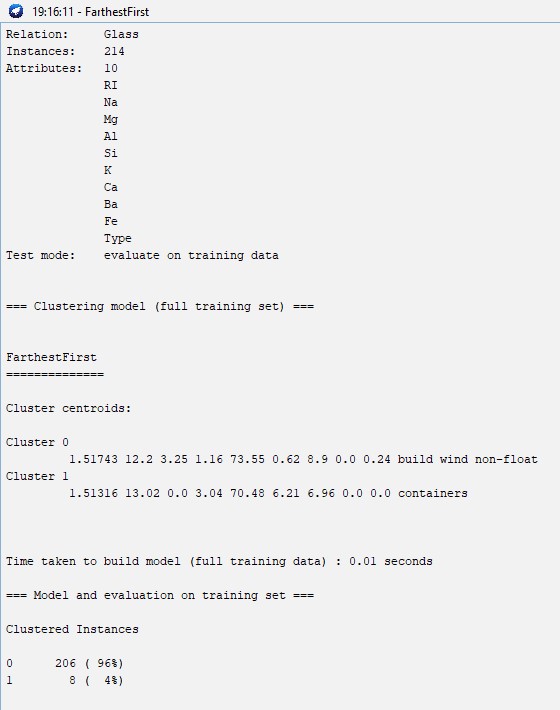 19:16:11 - FarthestFirst
Relation:     Glass
Instances:    214
Attributes:   10
              RI
              Na
              Mg
              Al
              Si
              K
              Ca
              Ba
              Fe
              Type
Test mode:    evaluate on training data
=== Clustering model (full training set) ===
FarthestFirst
==============
Cluster centroids:
Cluster 0
         1.51743 12.2 3.25 1.16 73.55 0.62 8.9 0.0 0.24 build wind non-float
Cluster 1
         1.51316 13.02 0.0 3.04 70.48 6.21 6.96 0.0 0.0 containers
Time taken to build model (full training data) : 0.01 seconds
=== Model and evaluation on training set ===
Clustered Instances
0      206 ( 96%)
1        8 (  4%)